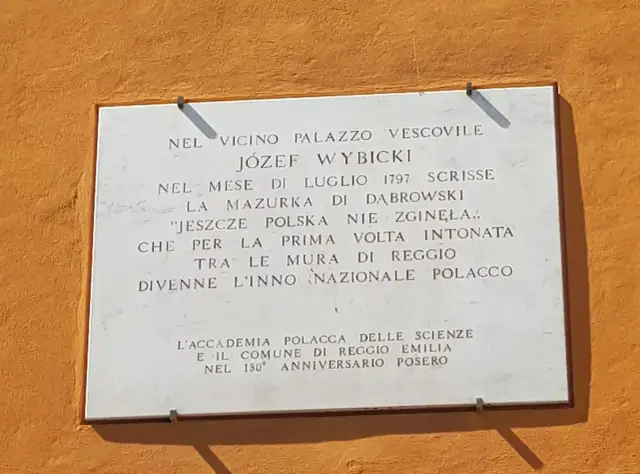 NEL VICINO PALAZZO VESCOVILE
JÓZEF WYBICKI
NEL MESE DI LUGLIO 1797 SCRISSE
LA MAZURKA DI DĄBROWSKI
"JESZCZE POLSKA NIE ZGINĘŁA„
CHE PER LA PRIMA VOLTA INTONATA
TRA LE MURA DI REGGIO
DIVENNE L'INNO NAZIONALE POLACCO
L'ACCADEMIA POLACCA DELLE SCIENZE
E IL COMUNE DI REGGIO EMILIA
NEL 180° ANNIVERSARIO POSERO